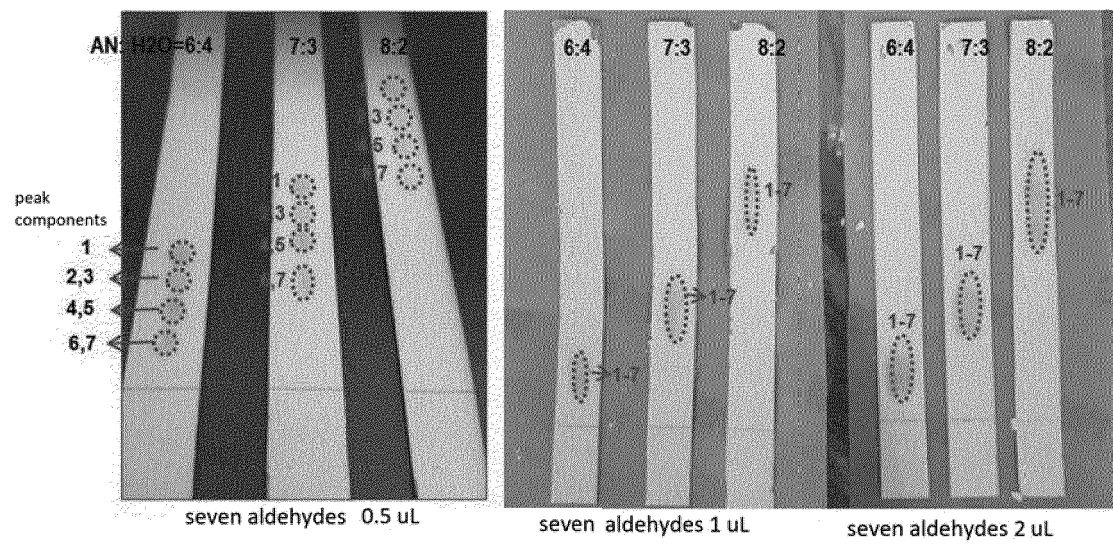 AN: H2O=6:4 7:3 8:2
peak
components
1
2,3
4,5
6,7
1
,3
,5
,7
3
5
7
seven aldehydes 0.5 uL
6:4 7:3 8:2
1-7
1-7
1-7
seven aldehydes 1 uL
6:4 7:3 8:2
1-7
1-7
1-7
seven aldehydes 2 uL